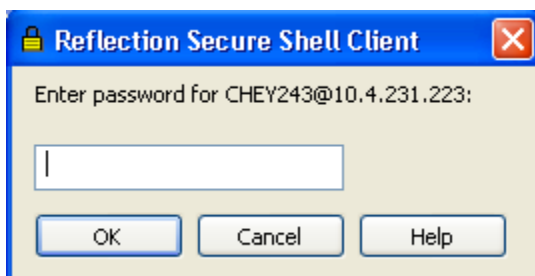 Reflection Secure Shell Client
Enter password for CHEY243@10.4.231.223:
OK Cancel Help